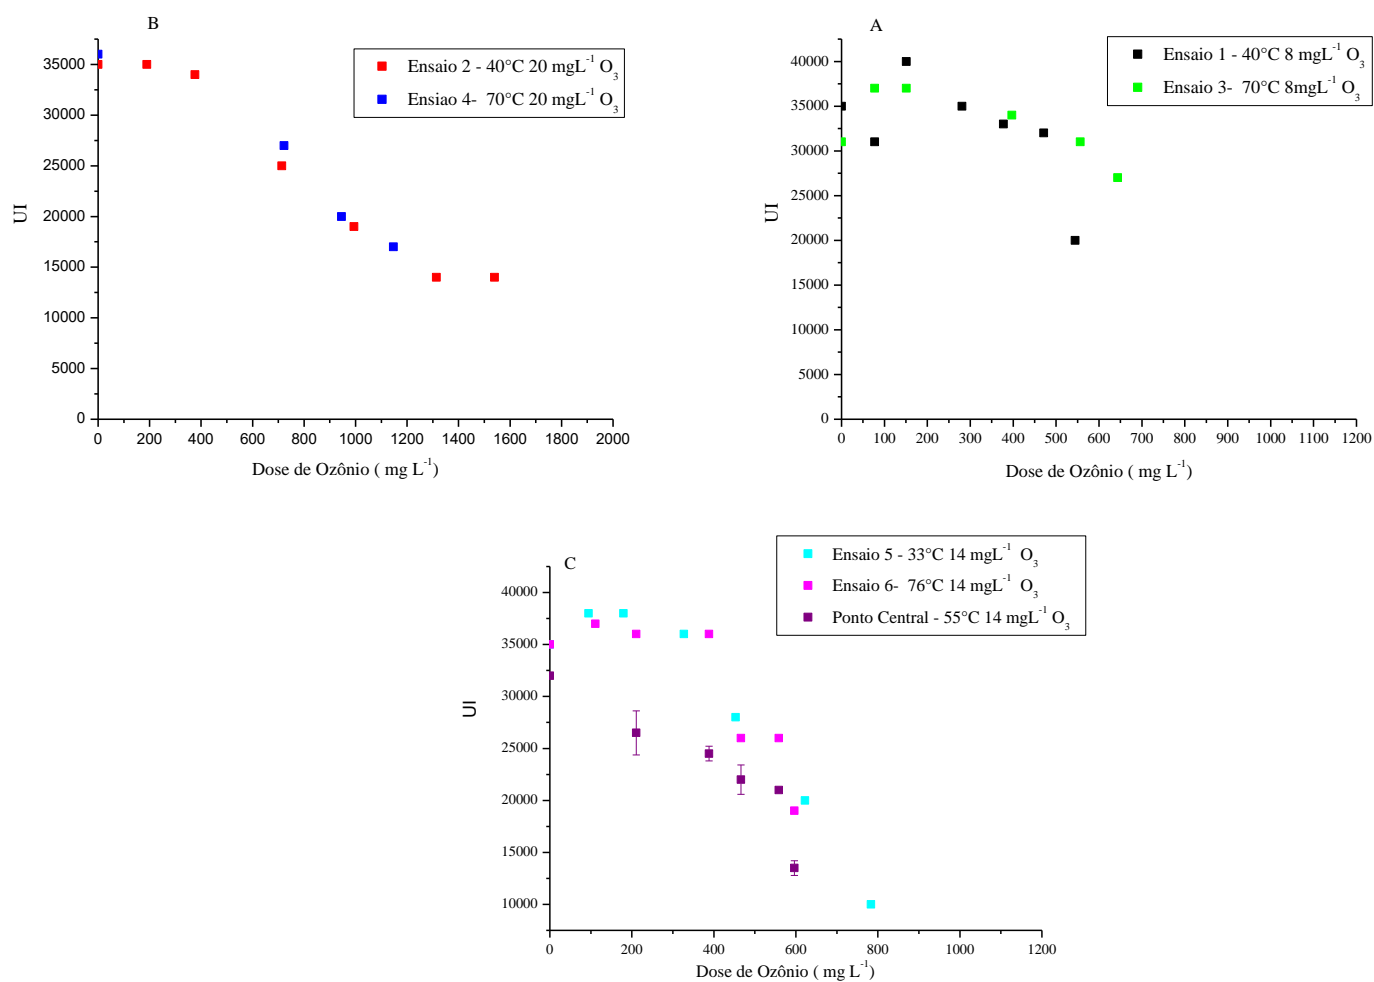 B
Ensaio 2 - 40°C 20 mgL⁻¹ O₃
Ensiao 4- 70°C 20 mgL⁻¹ O₃
35000
30000
25000
20000
15000
10000
5000
0
UI
0 200 400 600 800 1000 1200 1400 1600 1800 2000
Dose de Ozônio ( mg L⁻¹)
A
Ensaio 1 - 40°C 8 mgL⁻¹ O₃
Ensaio 3- 70°C 8mgL⁻¹ O₃
40000
35000
30000
25000
20000
15000
10000
5000
0
UI
0 100 200 300 400 500 600 700 800 900 1000 1100 1200
Dose de Ozônio ( mg L⁻¹)
C
Ensaio 5 - 33°C 14 mgL⁻¹ O₃
Ensaio 6- 76°C 14 mgL⁻¹ O₃
Ponto Central - 55°C 14 mgL⁻¹ O₃
40000
35000
30000
25000
20000
15000
10000
UI
0 200 400 600 800 1000 1200
Dose de Ozônio ( mg L⁻¹)